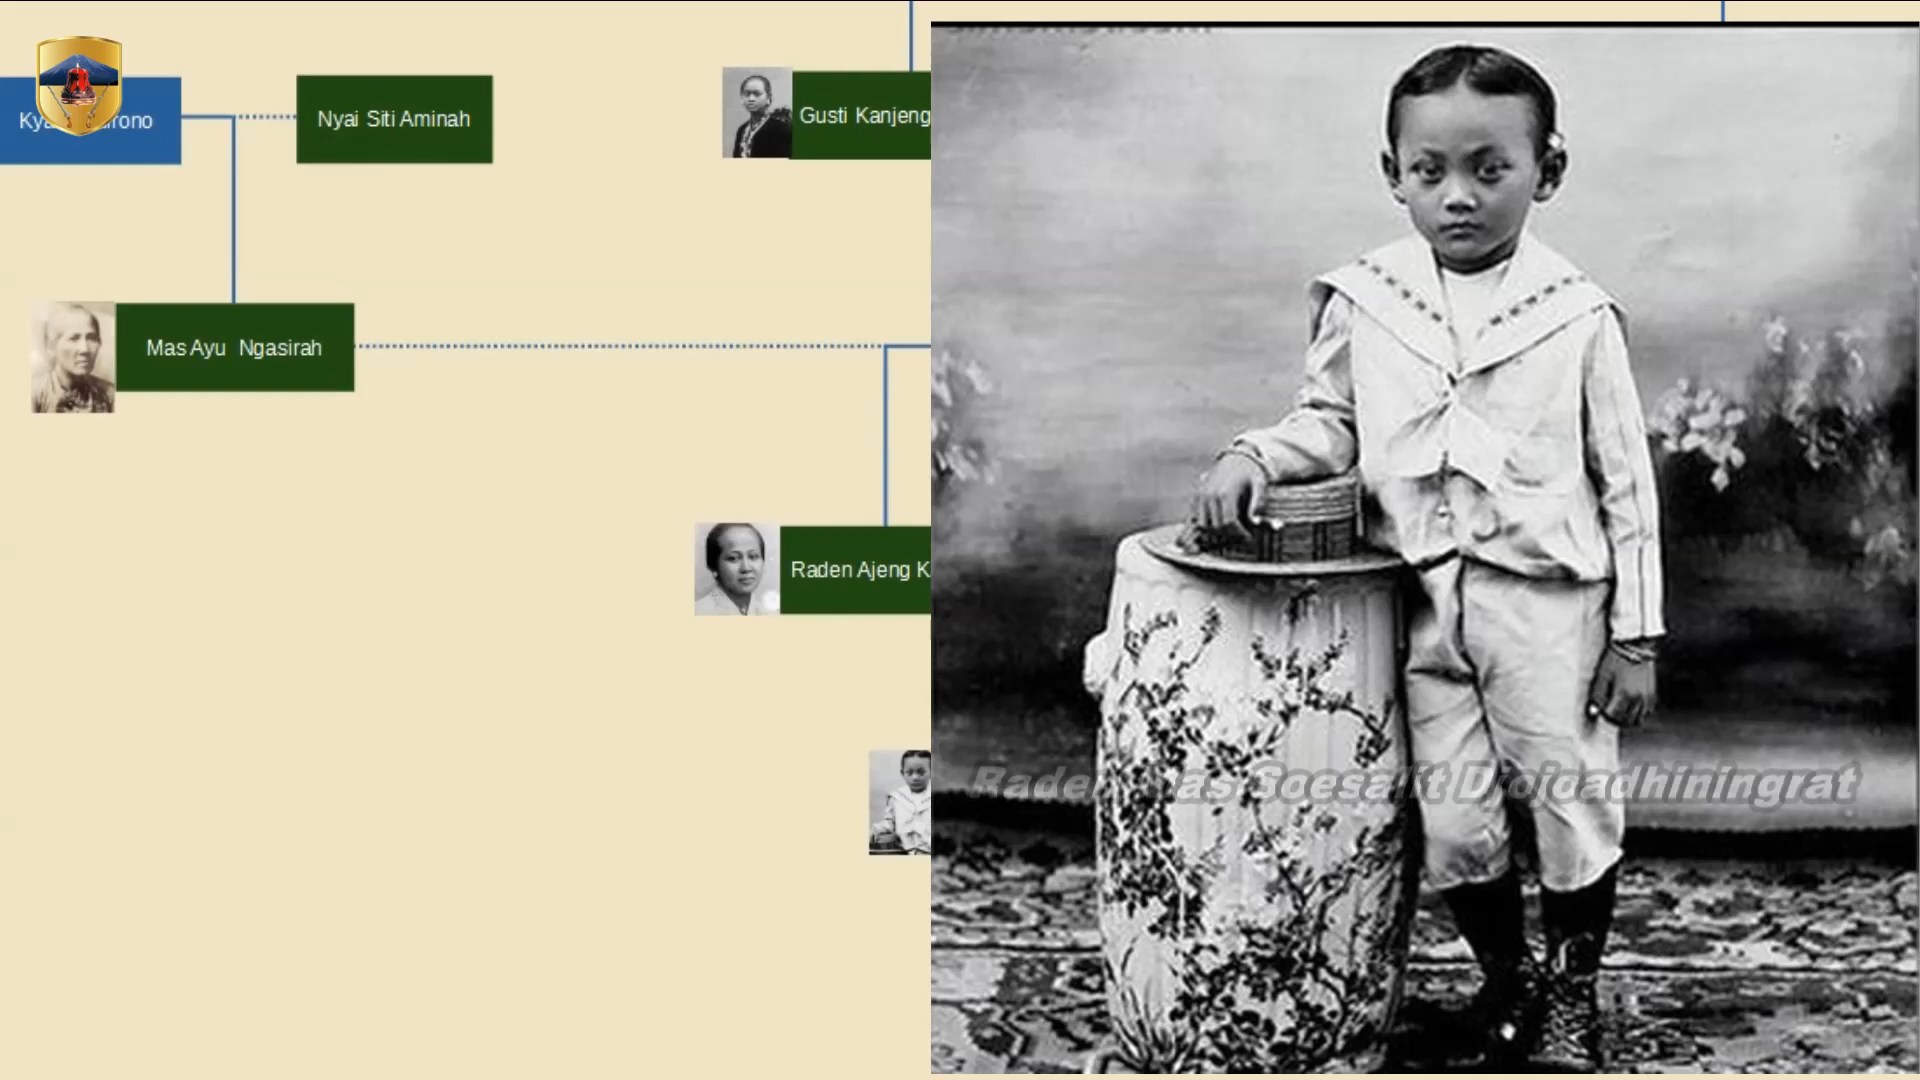 Nyai Siti Aminah
Gusti Kanjeng
Mas Ayu Ngasirah
Raden Ajeng K
Soesalit Djojoadhiningrat